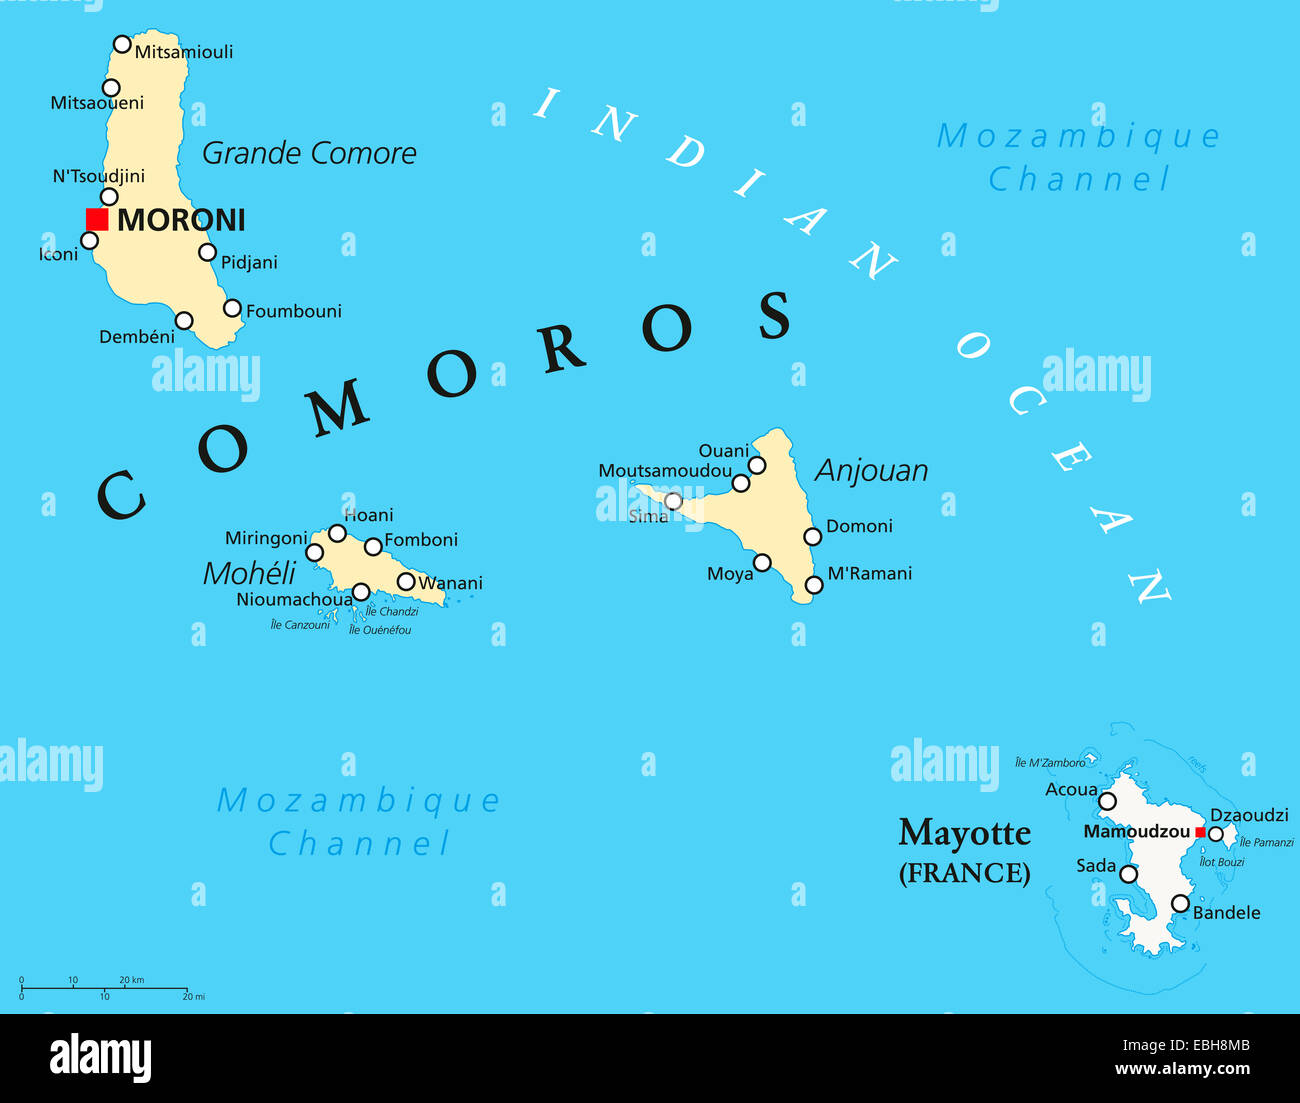 Mitsamiouli
Mitsaoueni
Grande Comore
N'Tsoudjini
MORONI
Iconi
Pidjani
Foumbouni
Dembéni
INDIAN OCEAN
Mozambique
Channel
COMOROS
Ouani
Moutsamoudou
Anjouan
Sima
Domoni
Moya
M'Ramani
Hoani
Miringoni
Fomboni
Mohéli
Wanani
Nioumachoua
Île Chandzi
Île Canzouni
Île Ouénéfou
Mozambique
Channel
Île M'Zamboro
reefs
Acoua
Dzaoudzi
Mayotte
(FRANCE)
Mamoudzou
Île Pamanzi
Îlot Bouzi
Sada
Bandele
0 10 20 km
0 10 20 mi
alamy
alamy
alamy
alamy
alamy
a alamy
Image ID: EBH8MB
www.alamy.com